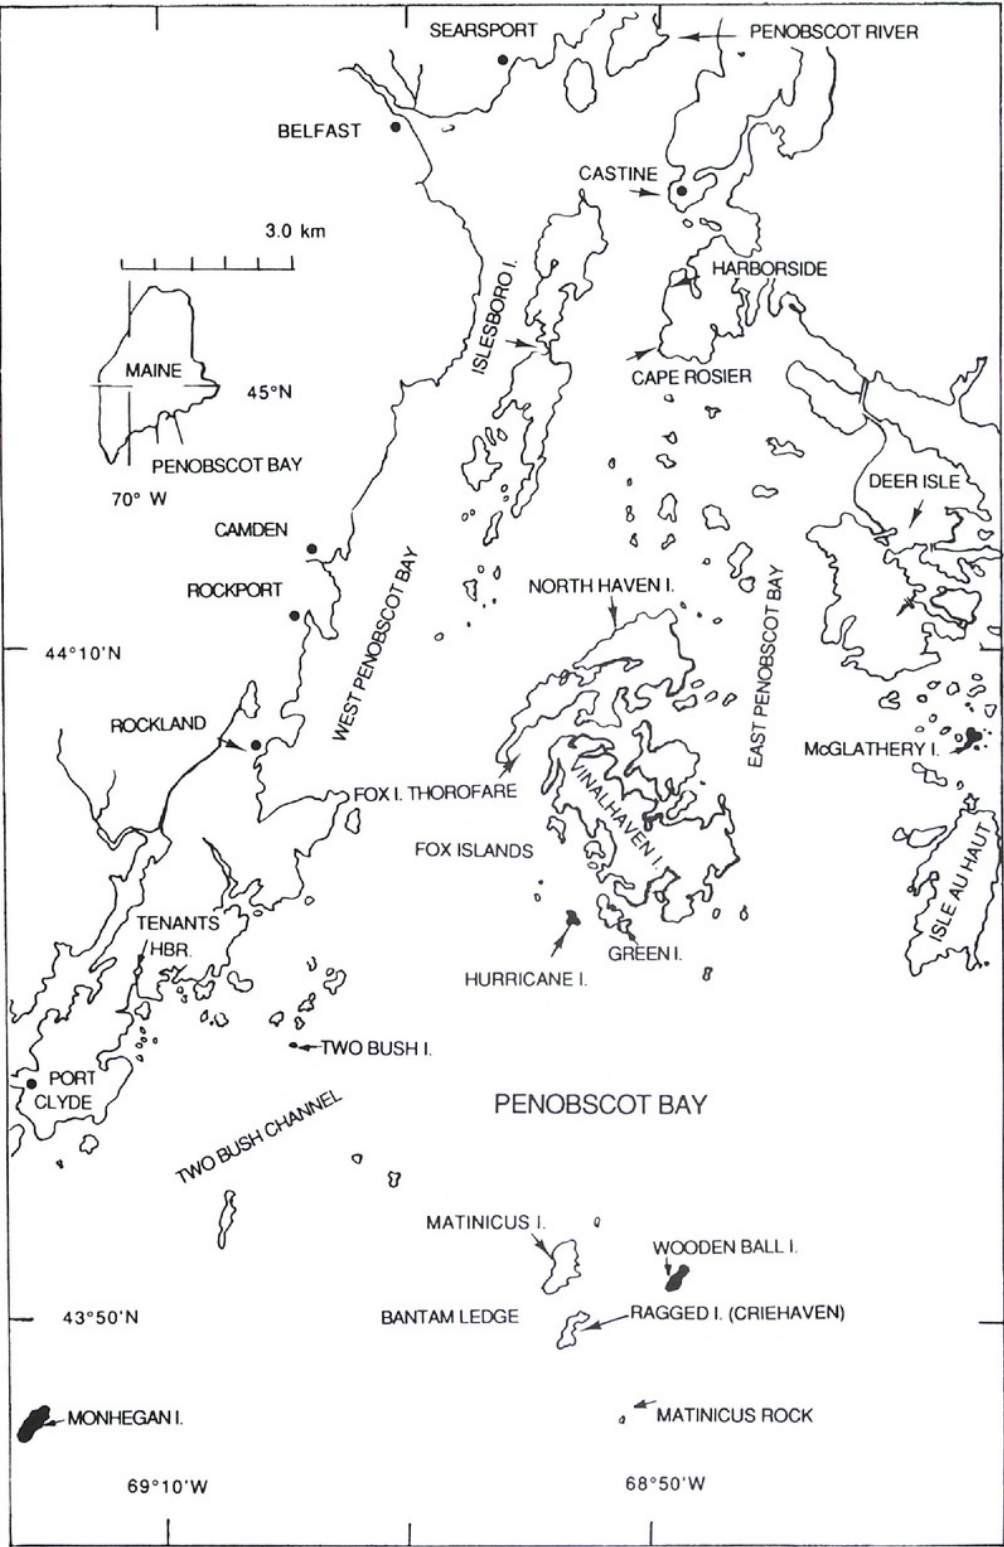 SEARSPORT
PENOBSCOT RIVER
BELFAST
CASTINE
3.0 km
HARBORSIDE
ISLESBORO I.
MAINE
CAPE ROSIER
45°N
PENOBSCOT BAY
70° W
DEER ISLE
CAMDEN
ROCKPORT
NORTH HAVEN I.
WEST PENOBSCOT BAY
EAST PENOBSCOT BAY
44°10'N
ROCKLAND
McGLATHERY I.
FOX I. THOROFARE
VINALHAVEN I.
FOX ISLANDS
ISLE AU HAUT
TENANTS
HBR.
GREEN I.
HURRICANE I.
TWO BUSH I.
PORT
CLYDE
PENOBSCOT BAY
TWO BUSH CHANNEL
MATINICUS I.
WOODEN BALL I.
43°50'N
BANTAM LEDGE
RAGGED I. (CRIEHAVEN)
MONHEGAN I.
MATINICUS ROCK
69°10'W
68°50'W